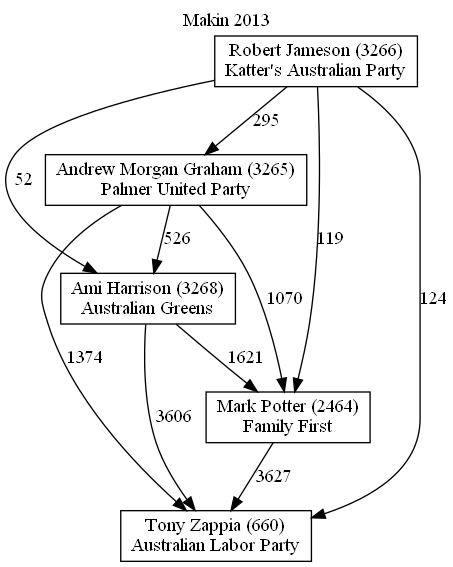 Makin 2013
Robert Jameson (3266)
Katter's Australian Party
295
Andrew Morgan Graham (3265)
Palmer United Party
52
526
119
Ami Harrison (3268)
Australian Greens
1070
124
1374
1621
Mark Potter (2464)
Family First
3606
3627
Tony Zappia (660)
Australian Labor Party